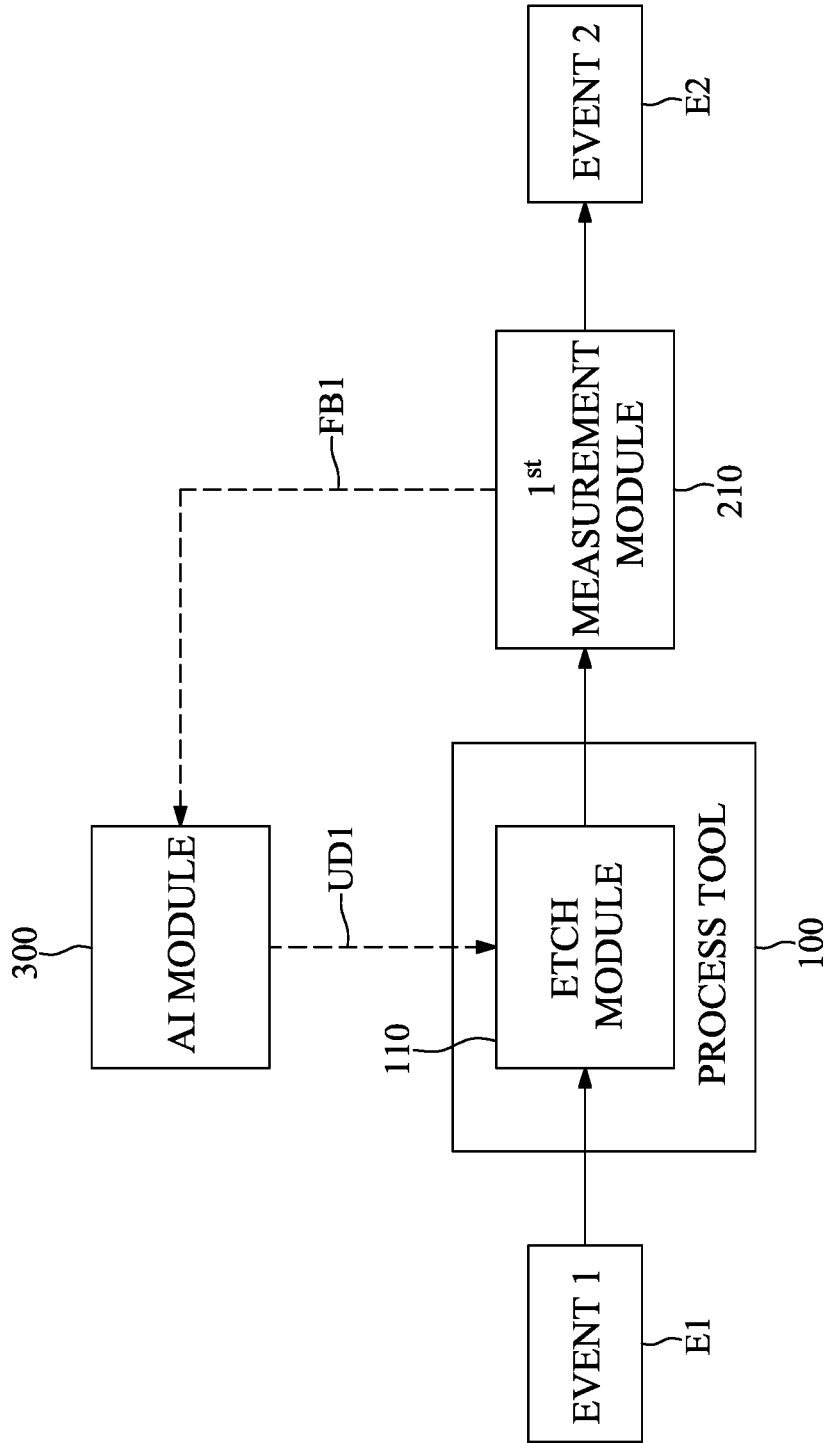 300
AI MODULE
UD1
FB1
110
ETCH
MODULE
PROCESS TOOL
100
EVENT 1
E1
1st
MEASUREMENT
MODULE
210
EVENT 2
E2